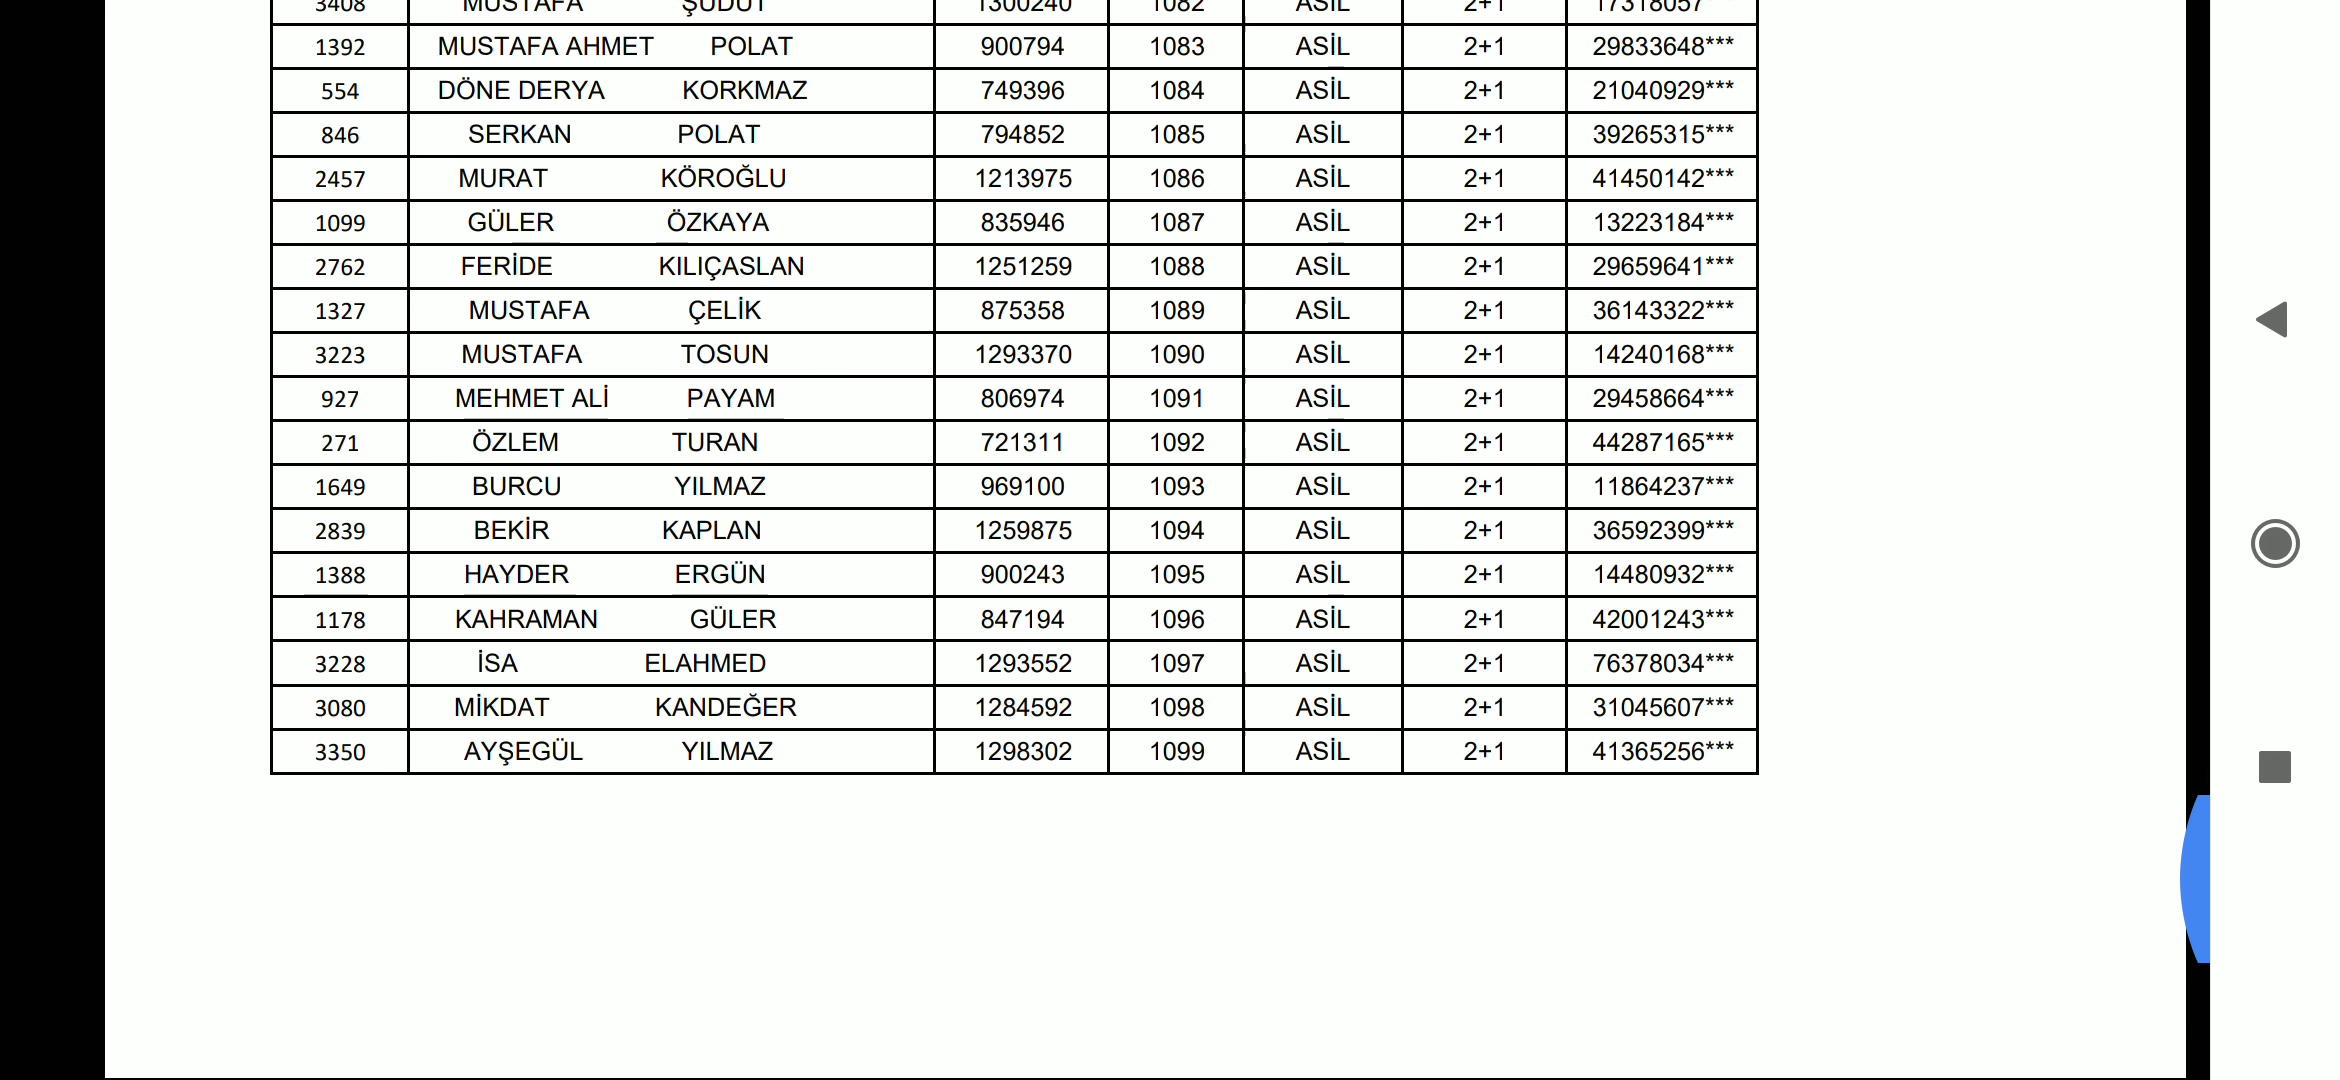 3408 MUSTAFA ŞUDUT 1300240 1082 ASİL 2+1 17318057***
1392 MUSTAFA AHMET POLAT 900794 1083 ASİL 2+1 29833648***
554 DÖNE DERYA KORKMAZ 749396 1084 ASİL 2+1 21040929***
846 SERKAN POLAT 794852 1085 ASİL 2+1 39265315***
2457 MURAT KÖROĞLU 1213975 1086 ASİL 2+1 41450142***
1099 GÜLER ÖZKAYA 835946 1087 ASİL 2+1 13223184***
2762 FERİDE KILIÇASLAN 1251259 1088 ASİL 2+1 29659641***
1327 MUSTAFA ÇELİK 875358 1089 ASİL 2+1 36143322***
3223 MUSTAFA TOSUN 1293370 1090 ASİL 2+1 14240168***
927 MEHMET ALİ PAYAM 806974 1091 ASİL 2+1 29458664***
271 ÖZLEM TURAN 721311 1092 ASİL 2+1 44287165***
1649 BURCU YILMAZ 969100 1093 ASİL 2+1 11864237***
2839 BEKİR KAPLAN 1259875 1094 ASİL 2+1 36592399***
1388 HAYDER ERGÜN 900243 1095 ASİL 2+1 14480932***
1178 KAHRAMAN GÜLER 847194 1096 ASİL 2+1 42001243***
3228 İSA ELAHMED 1293552 1097 ASİL 2+1 76378034***
3080 MİKDAT KANDEĞER 1284592 1098 ASİL 2+1 31045607***
3350 AYŞEGÜL YILMAZ 1298302 1099 ASİL 2+1 41365256***